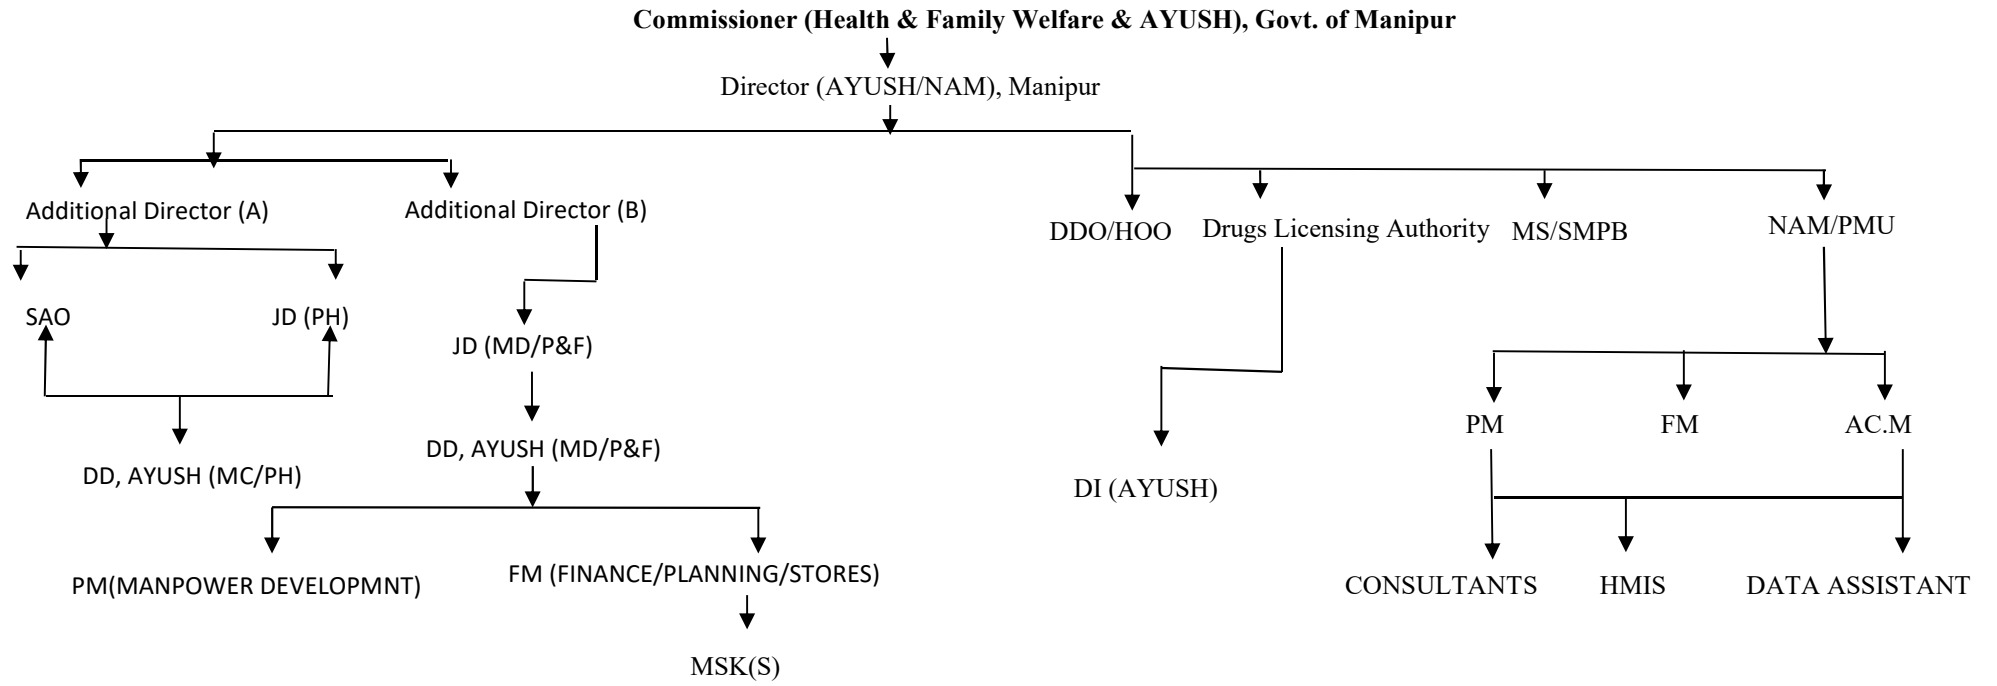 Commissioner (Health & Family Welfare & AYUSH), Govt. of Manipur
Director (AYUSH/NAM), Manipur
Additional Director (A)
Additional Director (B)
DDO/HOO
Drugs Licensing Authority
MS/SMPB
NAM/PMU
SAO
JD (PH)
JD (MD/P&F)
PM
FM
AC.M
DD, AYUSH (MC/PH)
DD, AYUSH (MD/P&F)
DI (AYUSH)
PM(MANPOWER DEVELOPMNT)
FM (FINANCE/PLANNING/STORES)
CONSULTANTS
HMIS
DATA ASSISTANT
MSK(S)